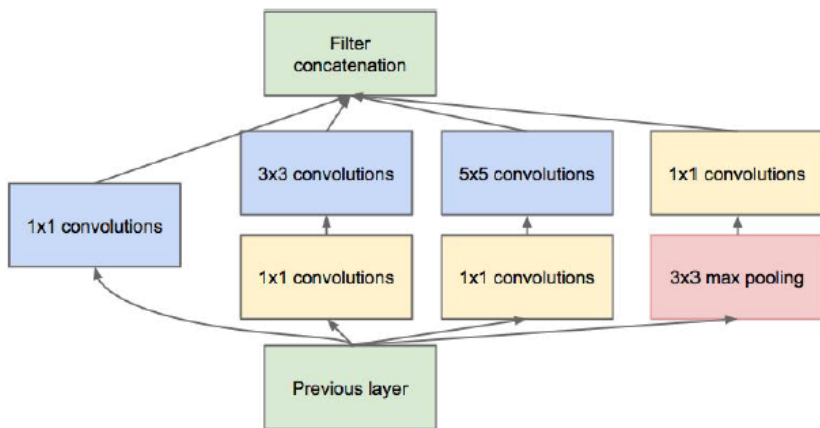 Filter
concatenation
3x3 convolutions
5x5 convolutions
1x1 convolutions
1x1 convolutions
1x1 convolutions
1x1 convolutions
3x3 max pooling
Previous layer